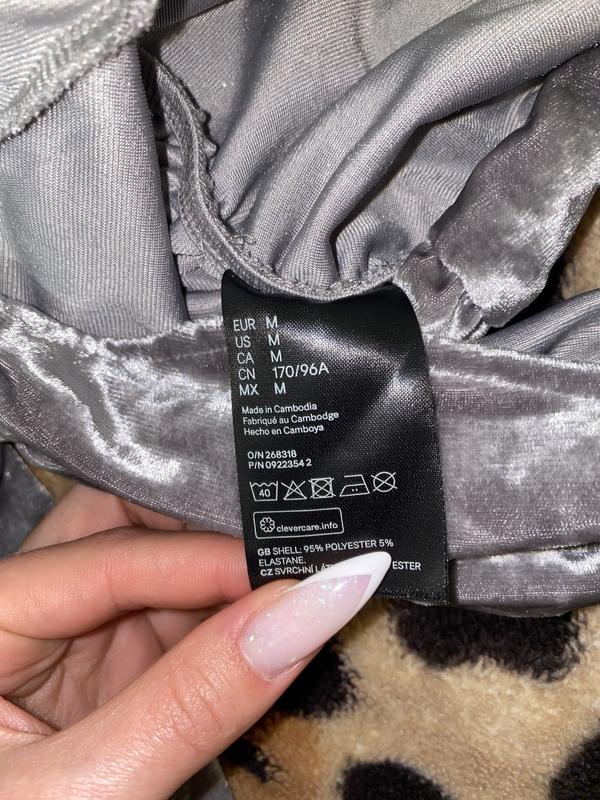 EUR M
US M
CA M
CN 170/96A
MX M
Made in Cambodia
Fabriqué au Cambodge
Hecho en Camboya
O/N 268318
P/N 0922354 2
40
clevercare.info
GB SHELL: 95% POLYESTER 5%
ELASTANE.
CZ SVRCHNÍ